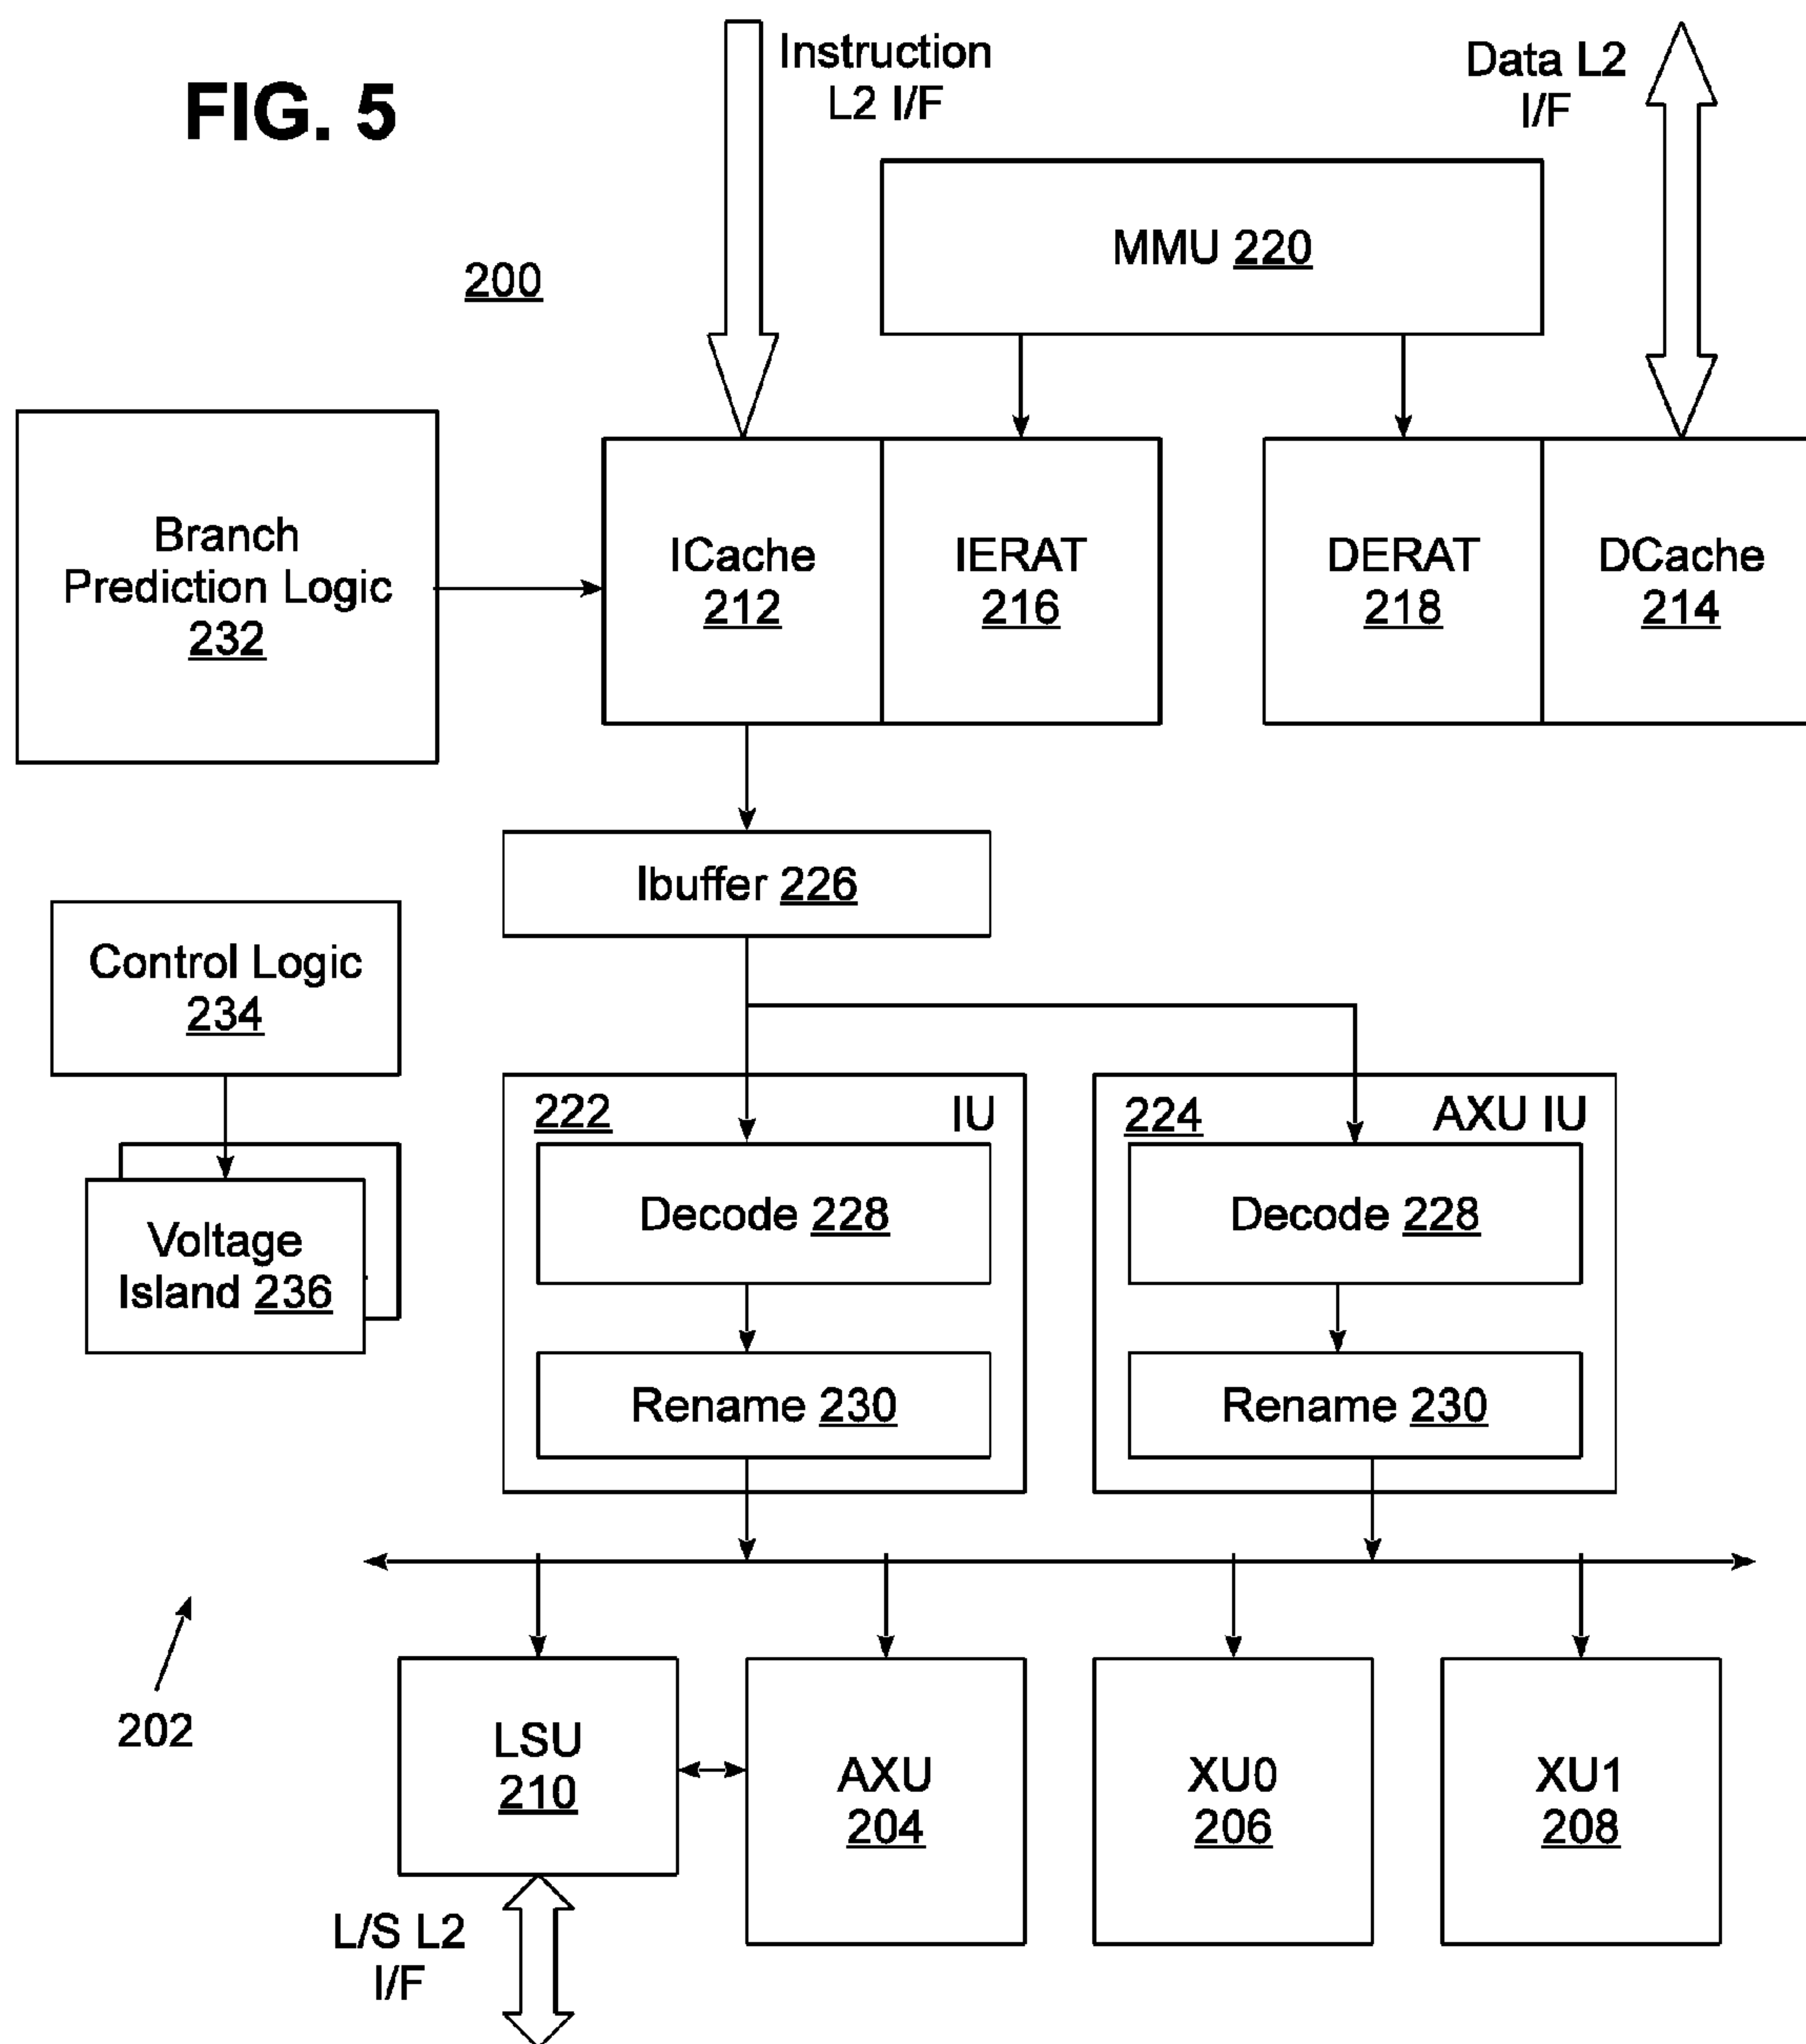 FIG. 5
Instruction
L2 I/F
Data L2
I/F
MMU 220
200
Branch
Prediction Logic
232
ICache
212
IERAT
216
DERAT
218
DCache
214
Ibuffer 226
Control Logic
234
Voltage
Island 236
222 IU
Decode 228
Rename 230
224 AXU IU
Decode 228
Rename 230
202
LSU
210
AXU
204
XU0
206
XU1
208
L/S L2
I/F